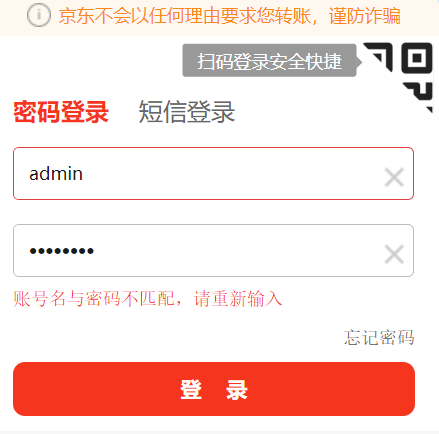 京东不会以任何理由要求您转账，谨防诈骗
扫码登录安全快捷
密码登录 短信登录
admin
••••••••
账号名与密码不匹配，请重新输入
忘记密码
登 录